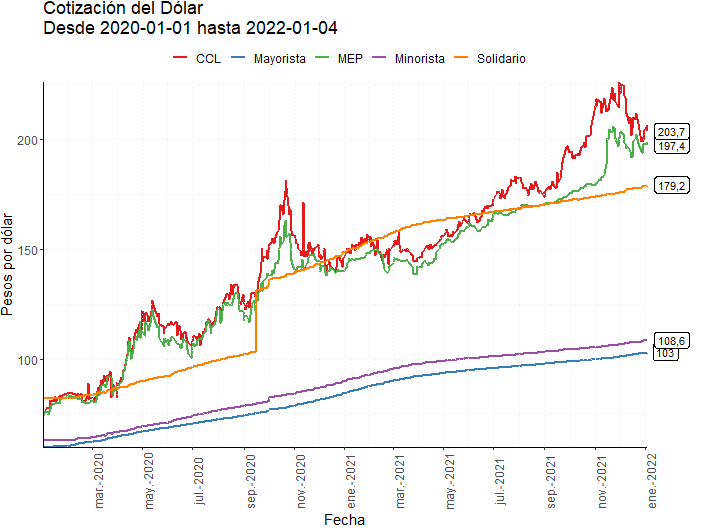 Cotización del Dólar
Desde 2020-01-01 hasta 2022-01-04
CCL Mayorista MEP Minorista Solidario
Pesos por dólar
200
150
100
203,7
197,4
179,2
108,6
103
mar.-2020 may.-2020 jul.-2020 sep.-2020 nov.-2020 ene.-2021 mar.-2021 may.-2021 jul.-2021 sep.-2021 nov.-2021 ene.-2022
Fecha